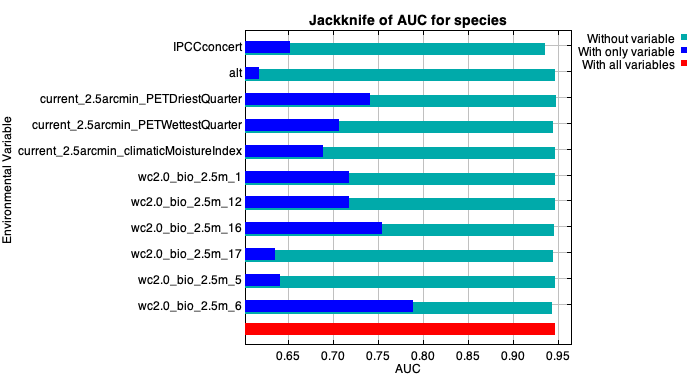 Jackknife of AUC for species
Without variable
With only variable
With all variables
Environmental Variable
IPCCconcert
alt
current_2.5arcmin_PETDriestQuarter
current_2.5arcmin_PETWettestQuarter
current_2.5arcmin_climaticMoistureIndex
wc2.0_bio_2.5m_1
wc2.0_bio_2.5m_12
wc2.0_bio_2.5m_16
wc2.0_bio_2.5m_17
wc2.0_bio_2.5m_5
wc2.0_bio_2.5m_6
0.65 0.70 0.75 0.80 0.85 0.90 0.95
AUC